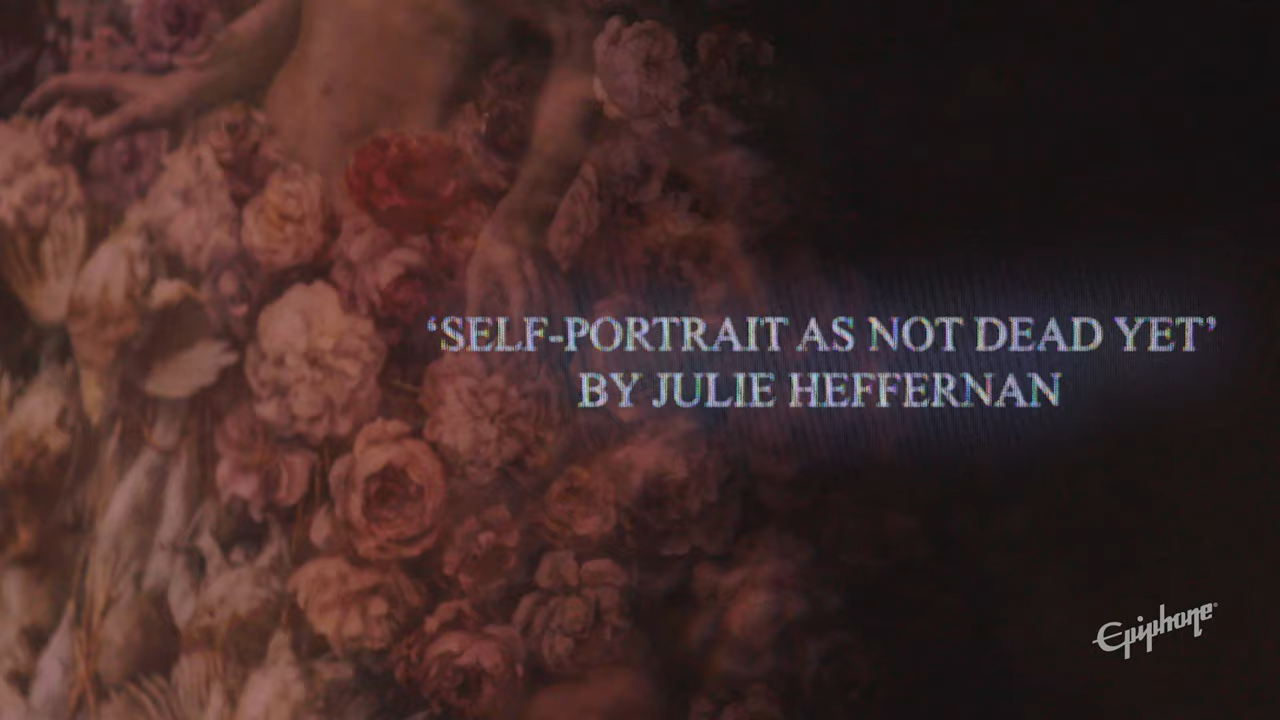 ‘SELF-PORTRAIT AS NOT DEAD YET’
BY JULIE HEFFERNAN
Epiphone